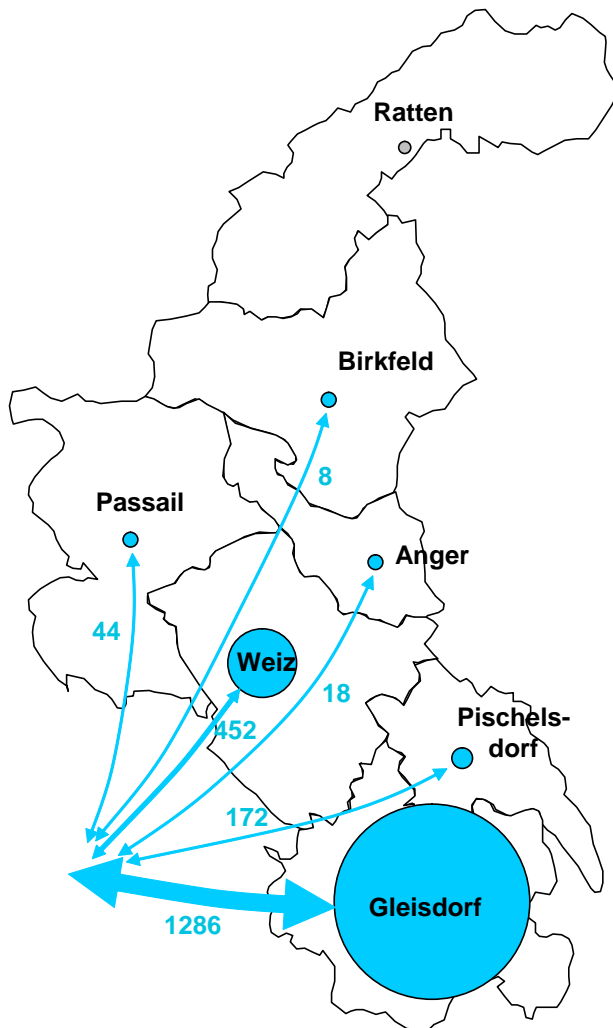 Ratten
Birkfeld
8
Passail
Anger
44
Weiz
18
452
Pischels-
dorf
172
Gleisdorf
1286